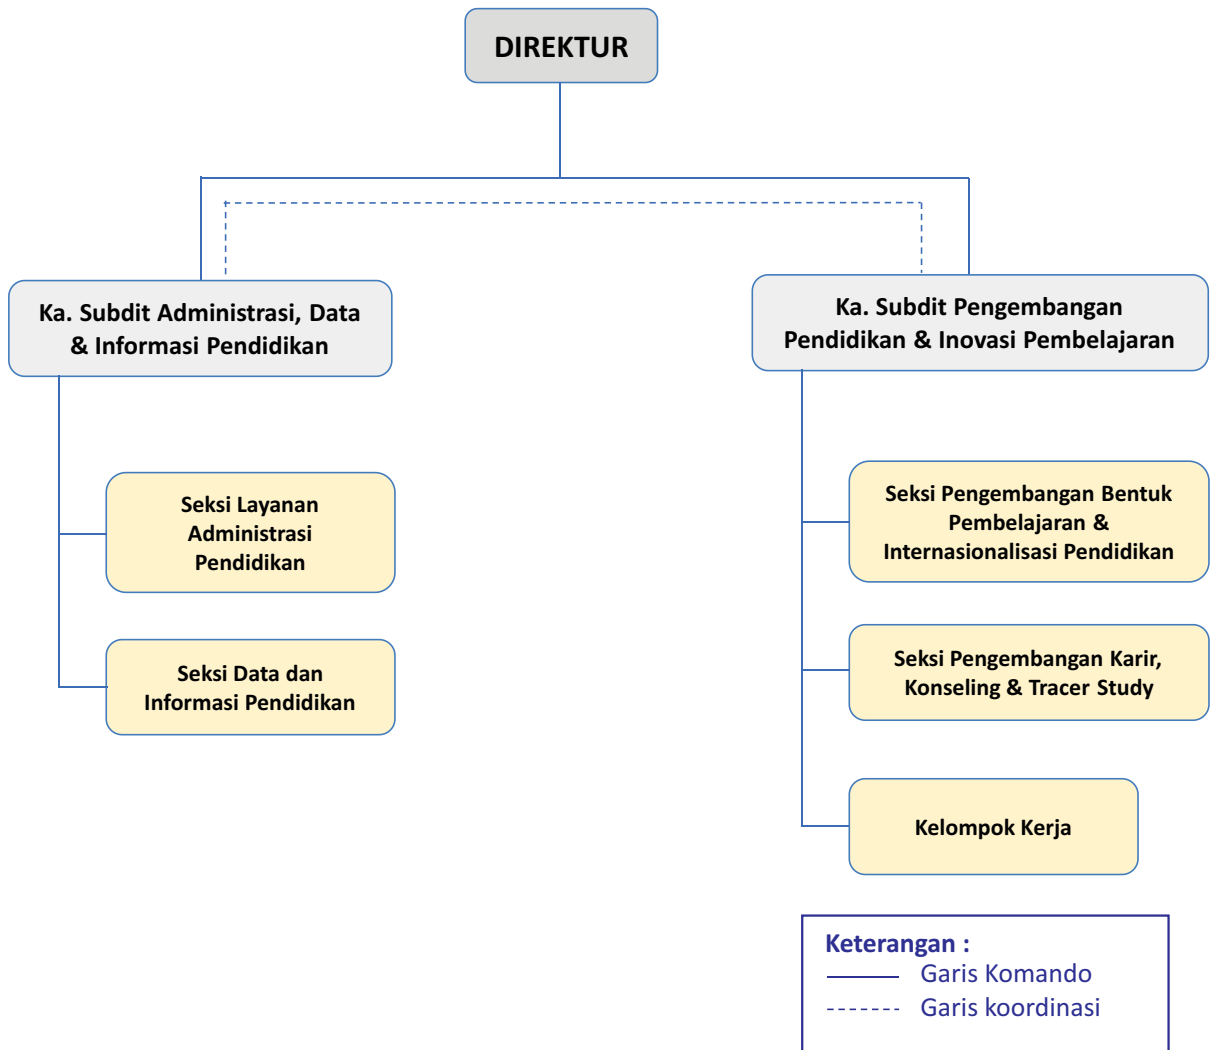 DIREKTUR
Ka. Subdit Administrasi, Data
& Informasi Pendidikan
Ka. Subdit Pengembangan
Pendidikan & Inovasi Pembelajaran
Seksi Layanan
Administrasi
Pendidikan
Seksi Data dan
Informasi Pendidikan
Seksi Pengembangan Bentuk
Pembelajaran &
Internasionalisasi Pendidikan
Seksi Pengembangan Karir,
Konseling & Tracer Study
Kelompok Kerja
Keterangan :
Garis Komando
Garis koordinasi